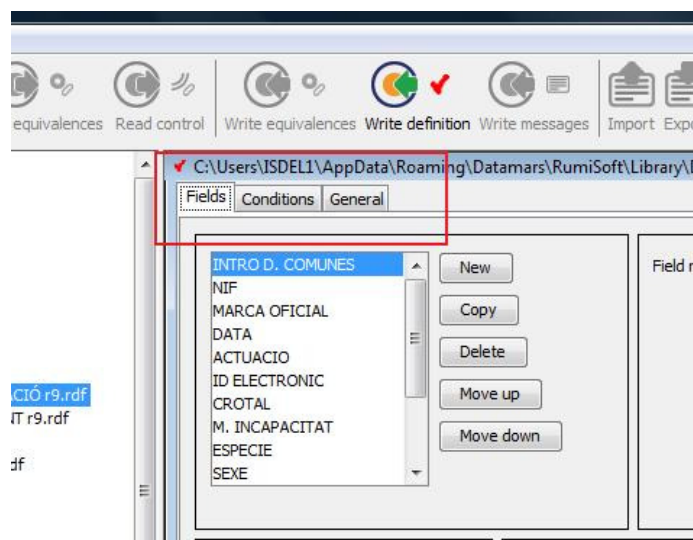 equivalences Read control Write equivalences Write definition Write messages Import
C:\Users\ISDEL1\AppData\Roaming\Datamars\RumiSoft\Library\
Fields Conditions General
INTRO D. COMUNES
NIF
MARCA OFICIAL
DATA
ACTUACIO
ID ELECTRONIC
CROTAL
M. INCAPACITAT
ESPECIE
SEXE
New
Copy
Delete
Move up
Move down
Field
CIÓ r9.rdf
r9.rdf